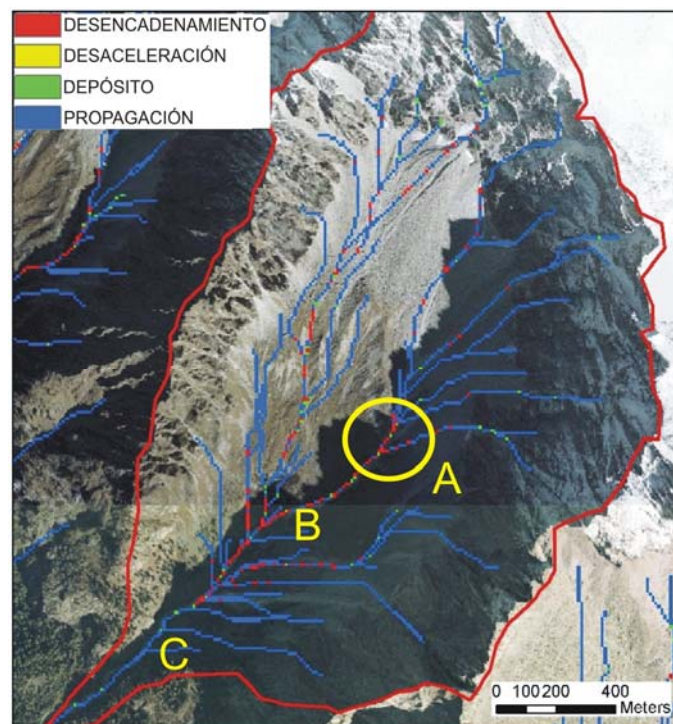 DESENCADENAMIENTO
DESACELERACIÓN
DEPÓSITO
PROPAGACIÓN
A
B
C
0 100 200 400
Meters